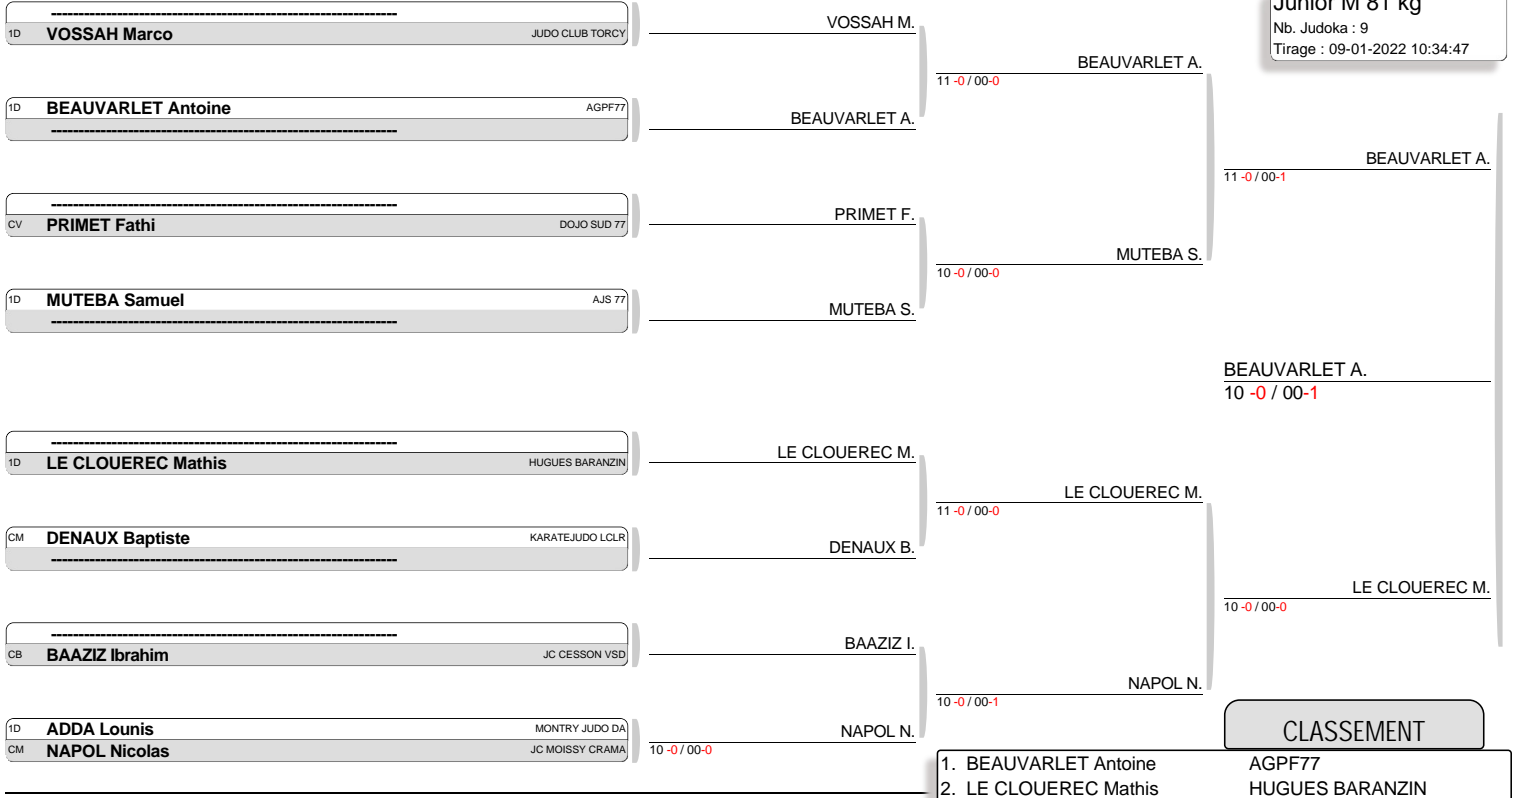 Junior M 81 kg
Nb. Judoka : 9
Tirage : 09-01-2022 10:34:47
------------------------------------------------------------------------------
1D VOSSAH Marco JUDO CLUB TORCY
VOSSAH M.
BEAUVARLET A.
11 -0 / 00-0
1D BEAUVARLET Antoine AGPF77
------------------------------------------------------------------------------
BEAUVARLET A.
BEAUVARLET A.
11 -0 / 00-1
------------------------------------------------------------------------------
CV PRIMET Fathi DOJO SUD 77
PRIMET F.
MUTEBA S.
10 -0 / 00-0
1D MUTEBA Samuel AJS 77
------------------------------------------------------------------------------
MUTEBA S.
BEAUVARLET A.
10 -0 / 00-1
------------------------------------------------------------------------------
1D LE CLOUEREC Mathis HUGUES BARANZIN
LE CLOUEREC M.
LE CLOUEREC M.
11 -0 / 00-0
CM DENAUX Baptiste KARATEJUDO LCLR
------------------------------------------------------------------------------
DENAUX B.
LE CLOUEREC M.
10 -0 / 00-0
------------------------------------------------------------------------------
CB BAAZIZ Ibrahim JC CESSON VSD
BAAZIZ I.
NAPOL N.
10 -0 / 00-1
1D ADDA Lounis MONTRY JUDO DA
CM NAPOL Nicolas JC MOISSY CRAMA
NAPOL N.
10 -0 / 00-0
CLASSEMENT
1. BEAUVARLET Antoine AGPF77
2. LE CLOUEREC Mathis HUGUES BARANZIN